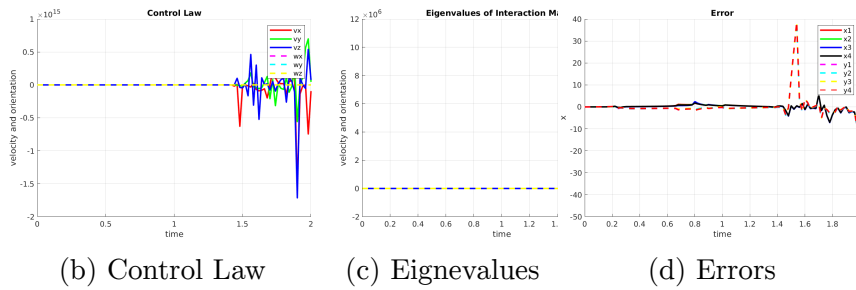 Control Law
Eigenvalues of Interaction Ma
Error
×10^15
×10^6
vx
vy
vz
wx
wy
wz
x1
x2
x3
x4
y1
y2
y3
y4
velocity and orientation
1
0.5
0
-0.5
-1
-1.5
-2
0 0.5 1 1.5 2
time
velocity and orientation
12
10
8
6
4
2
0
-2
0 0.2 0.4 0.6 0.8 1 1.2 1.4
time
x
40
30
20
10
0
-10
-20
-30
-40
-50
0 0.2 0.4 0.6 0.8 1 1.2 1.4 1.6 1.8
time
(b) Control Law
(c) Eignevalues
(d) Errors